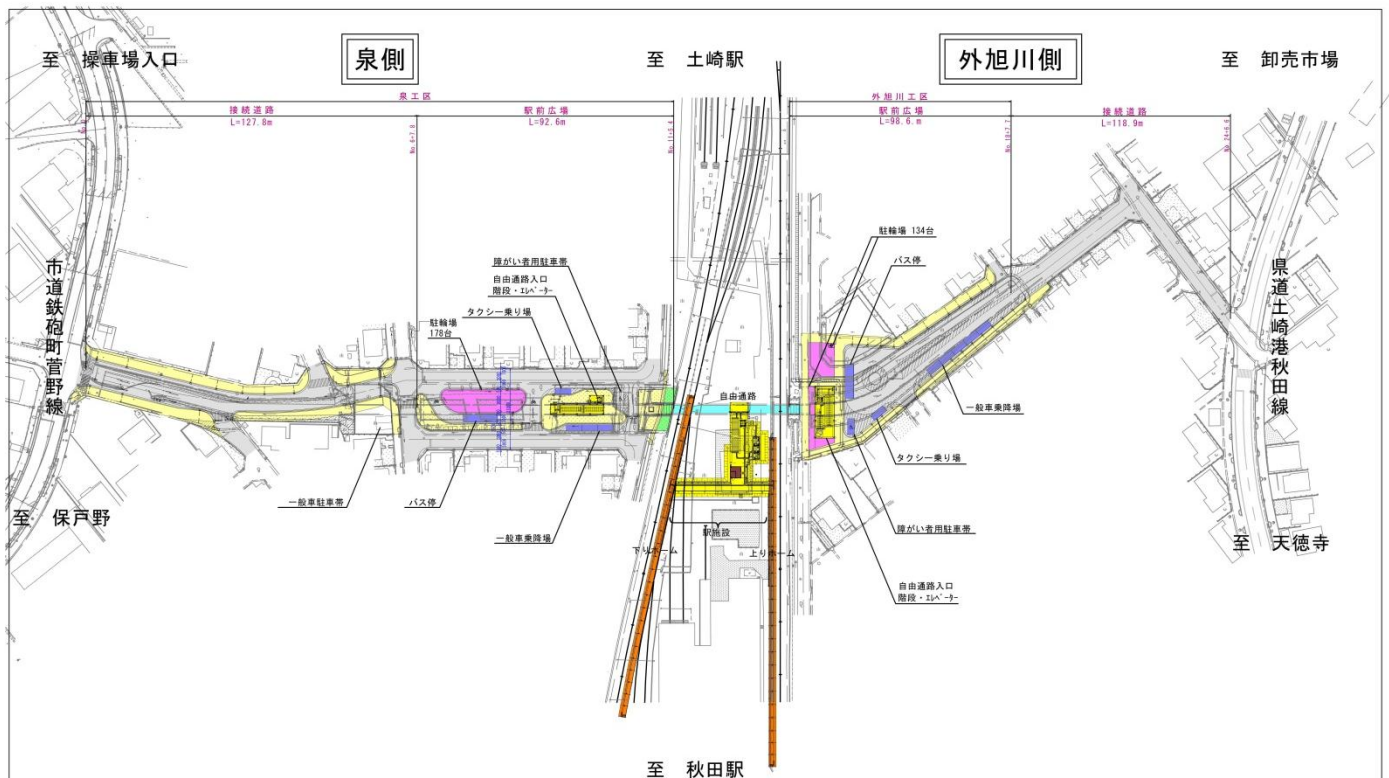 至 操車場入口
泉側
至 土崎駅
外旭川側
至 卸売市場
泉工区
外旭川工区
接続道路
L=127.8m
駅前広場
L=92.6m
駅前広場
L=98.6.m
接続道路
L=118.9m
市道鉄砲町菅野線
県道土崎港秋田線
障がい者用駐車帯
自由通路入口
階段・エレベーター
タクシー乗り場
駐輪場
178台
駐輪場 134台
バス停
自由通路
一般車乗降場
タクシー乗り場
一般車駐車帯
バス停
一般車乗降場
駅施設
下りホーム
上りホーム
障がい者用駐車帯
自由通路入口
階段・エレベーター
至 保戸野
至 天徳寺
至 秋田駅